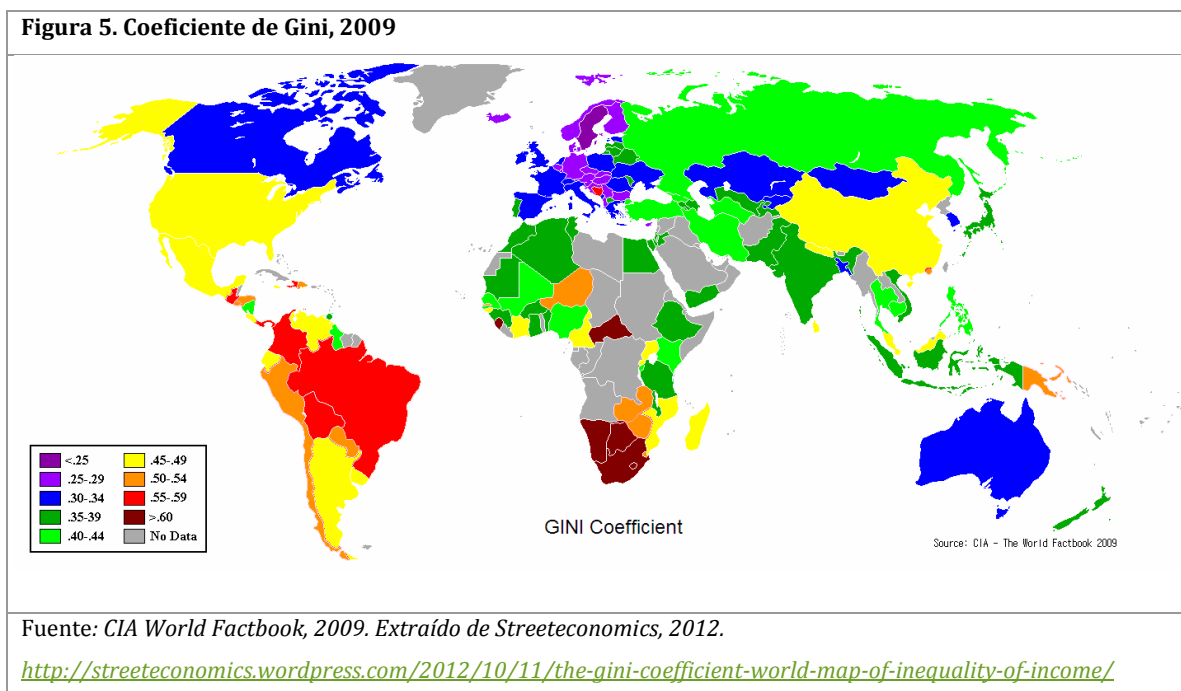 Figura 5. Coeficiente de Gini, 2009
<.25
.25-.29
.30-.34
.35-39
.40-.44
.45-.49
.50-.54
.55-.59
>.60
No Data
GINI Coefficient
Source: CIA - The World Factbook 2009
Fuente: CIA World Factbook, 2009. Extraído de Streeteconomics, 2012.
http://streeteconomics.wordpress.com/2012/10/11/the-gini-coefficient-world-map-of-inequality-of-income/